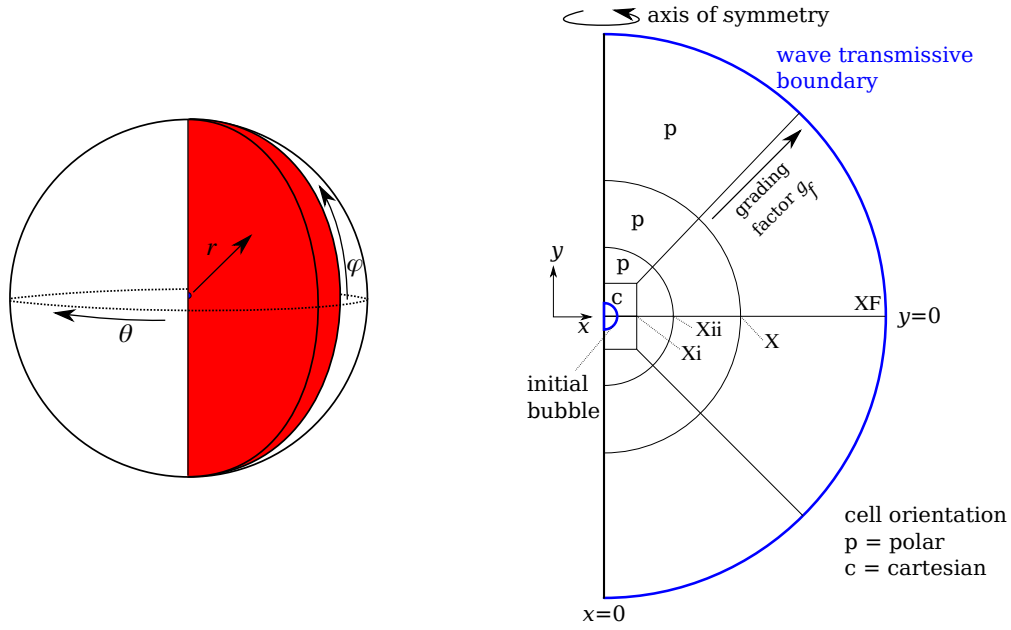 r
φ
θ
axis of symmetry
wave transmissive
boundary
p
grading
factor g_f
p
p
y
c
x
XF
y=0
Xii
X
Xi
initial
bubble
cell orientation
p = polar
c = cartesian
x=0